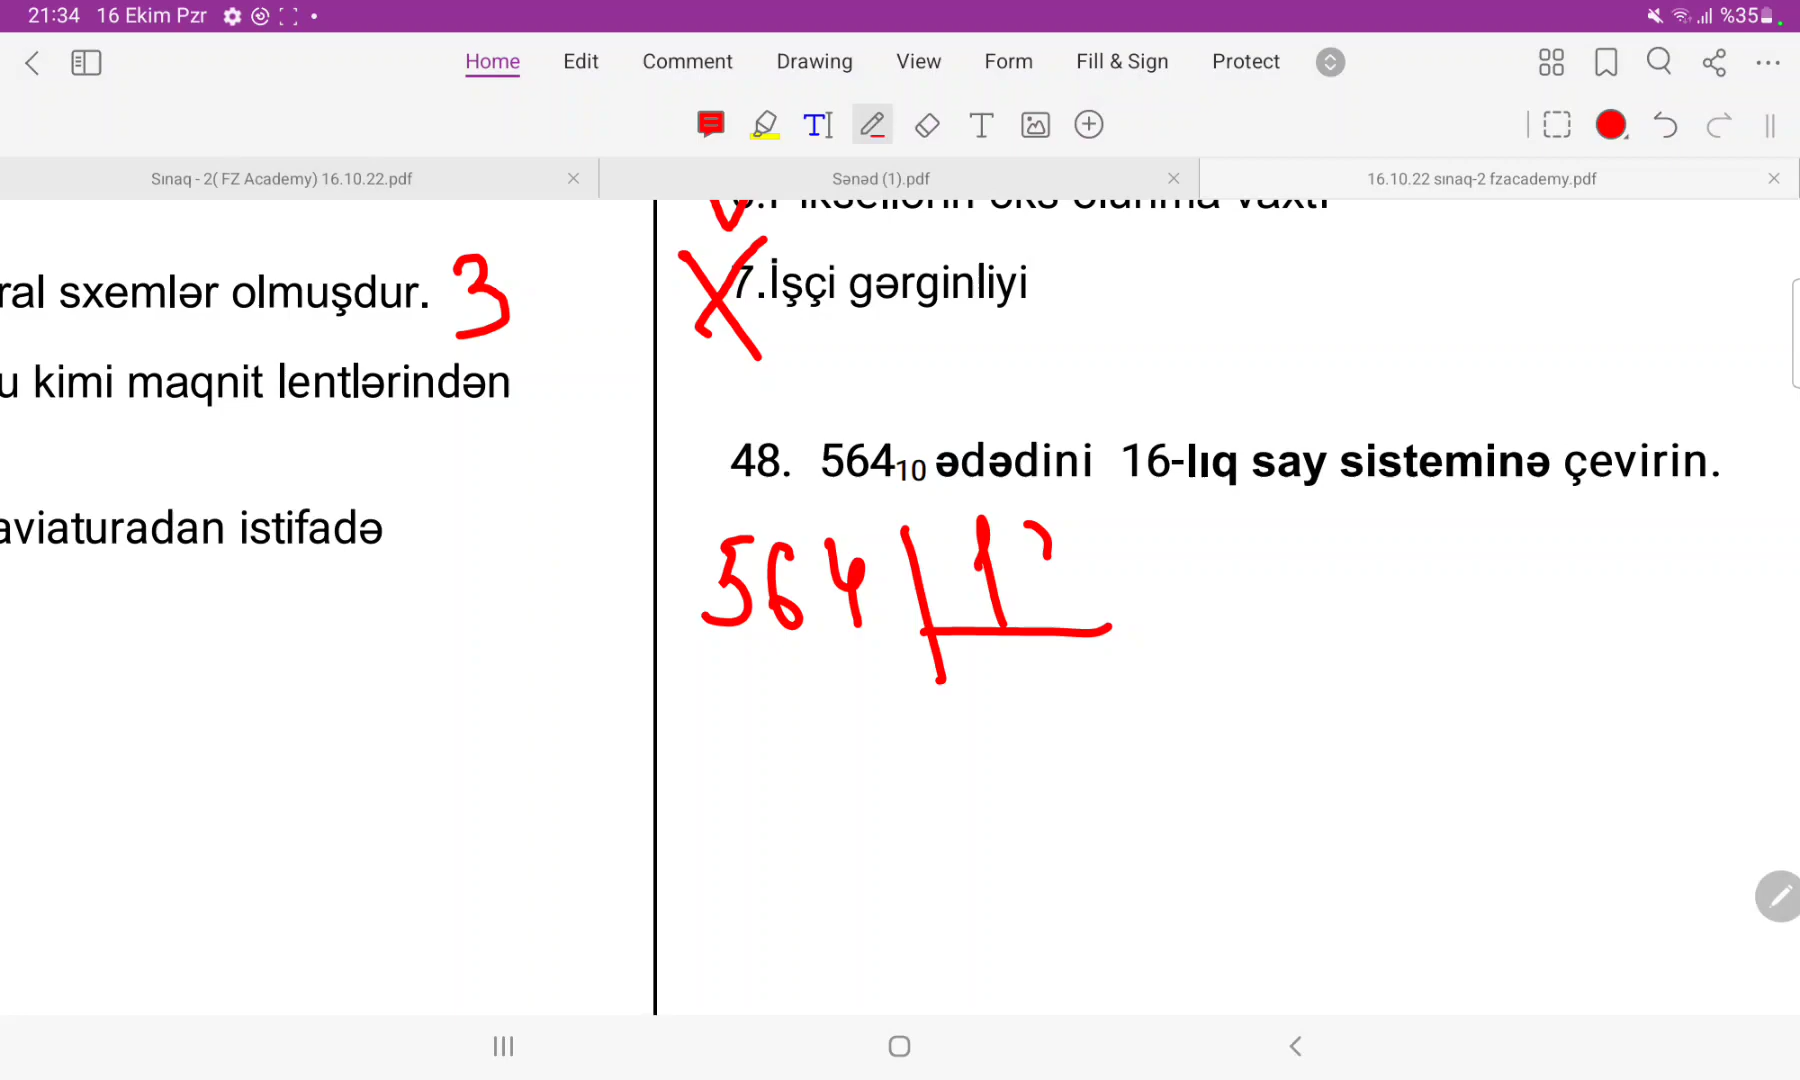 21:34 16 Ekim Pzr %35
Home Edit Comment Drawing View Form Fill & Sign Protect
Sınaq - 2( FZ Academy) 16.10.22.pdf
Sənəd (1).pdf
16.10.22 sınaq-2 fzacademy.pdf
ral sxemlər olmuşdur. 3
u kimi maqnit lentlərindən
aviaturadan istifadə
7.İşçi gərginliyi
48. 564₁₀ ədədini 16-lıq say sisteminə çevirin.
564 1